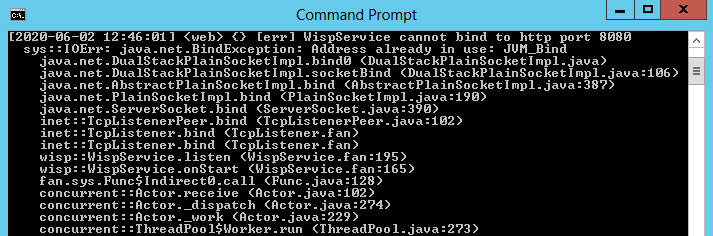 Command Prompt
[2020-06-02 12:46:01] <web> {} [err] WispService cannot bind to http port 8080
sys::IOErr: java.net.BindException: Address already in use: JVM_Bind
java.net.DualStackPlainSocketImpl.bind0 (DualStackPlainSocketImpl.java)
java.net.DualStackPlainSocketImpl.socketBind (DualStackPlainSocketImpl.java:106)
java.net.AbstractPlainSocketImpl.bind (AbstractPlainSocketImpl.java:387)
java.net.PlainSocketImpl.bind (PlainSocketImpl.java:190)
java.net.ServerSocket.bind (ServerSocket.java:390)
inet::TcpListenerPeer.bind (TcpListenerPeer.java:102)
inet::TcpListener.bind (TcpListener.fan)
inet::TcpListener.bind (TcpListener.fan)
wisp::WispService.listen (WispService.fan:195)
wisp::WispService.onStart (WispService.fan:165)
fan.sys.Func$Indirect0.call (Func.java:128)
concurrent::Actor.receive (Actor.java:102)
concurrent::Actor._dispatch (Actor.java:274)
concurrent::Actor._work (Actor.java:229)
concurrent::ThreadPool$Worker.run (ThreadPool.java:273)